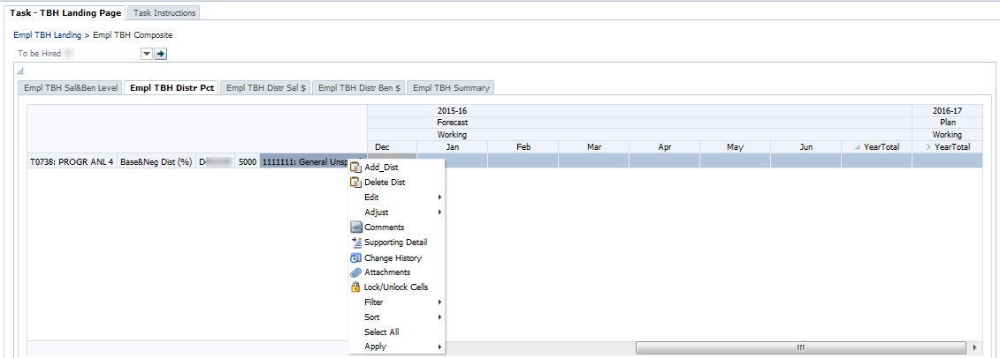 Task - TBH Landing Page Task Instructions
Empl TBH Landing > Empl TBH Composite
To be Hired
Empl TBH Sal&Ben Level Empl TBH Distr Pct Empl TBH Distr Sal $ Empl TBH Distr Ben $ Empl TBH Summary
2015-16 2016-17
Forecast Plan
Working Working
Dec Jan Feb Mar Apr May Jun YearTotal YearTotal
T0738: PROGR ANL 4 Base&Neg Dist (%) D 5000 1111111: General
Add_Dist
Delete Dist
Edit
Adjust
Comments
Supporting Detail
Change History
Attachments
Lock/Unlock Cells
Filter
Sort
Select All
Apply